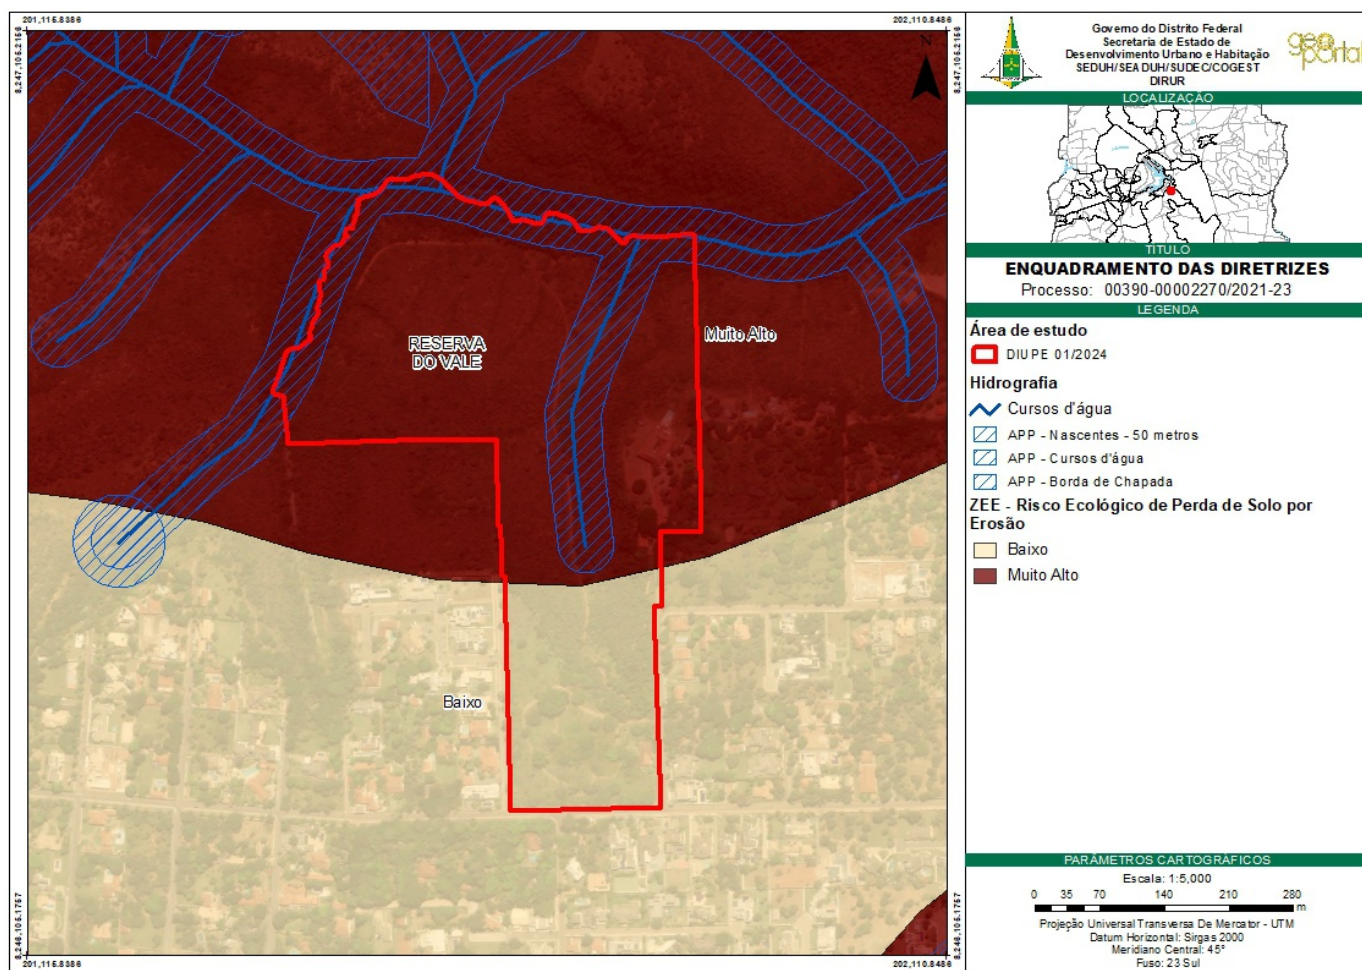 201,115.8386
202,110.8486
8,247,105.2156
8,247,105.2156
N
RESERVA
DO VALE
Muito Alto
Baixo
8,246,105.1757
8,246,105.1757
201,115.8386
202,110.8486
Governo do Distrito Federal
Secretaria de Estado de
Desenvolvimento Urbano e Habitação
SEDUH/SEADUH/SUDEC/COGEST
DIRUR
geo
portal
LOCALIZAÇÃO
TÍTULO
ENQUADRAMENTO DAS DIRETRIZES
Processo: 00390-00002270/2021-23
LEGENDA
Área de estudo
DIUPE 01/2024
Hidrografia
Cursos d'água
APP - Nascentes - 50 metros
APP - Cursos d'água
APP - Borda de Chapada
ZEE - Risco Ecológico de Perda de Solo por
Erosão
Baixo
Muito Alto
PARÂMETROS CARTOGRÁFICOS
Escala: 1:5,000
0 35 70 140 210 280
m
Projeção Universal Transversa De Mercator - UTM
Datum Horizontal: Sirgas 2000
Meridiano Central: 45°
Fuso: 23 Sul